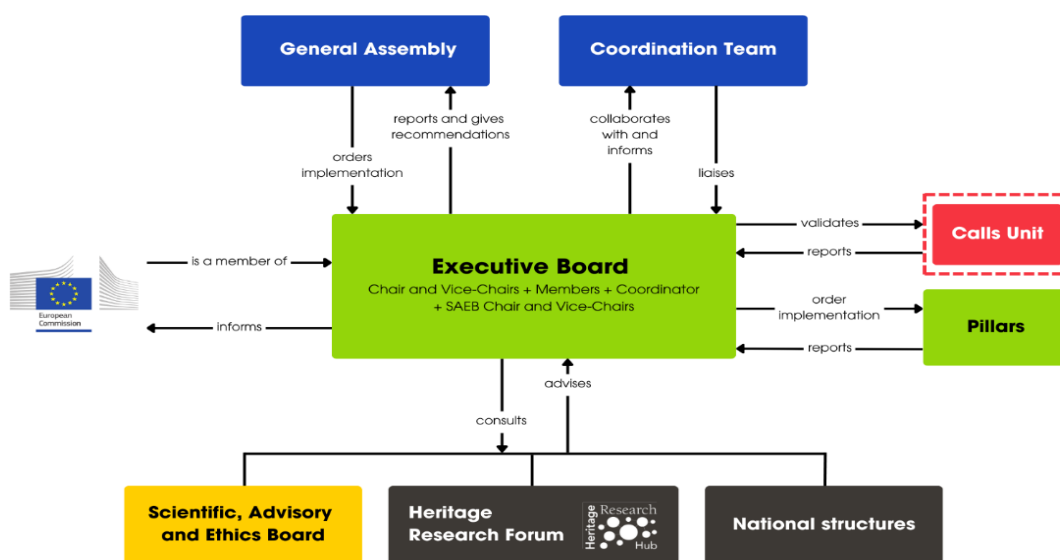 General Assembly
Coordination Team
reports and gives
recommendations
collaborates
with and
informs
orders
implementation
liaises
validates
Calls Unit
reports
is a member of
Executive Board
Chair and Vice-Chairs + Members + Coordinator
+ SAEB Chair and Vice-Chairs
European
Commission
informs
order
implementation
Pillars
reports
advises
consults
Scientific, Advisory
and Ethics Board
Heritage
Research Forum
Heritage
Research
Hub
National structures